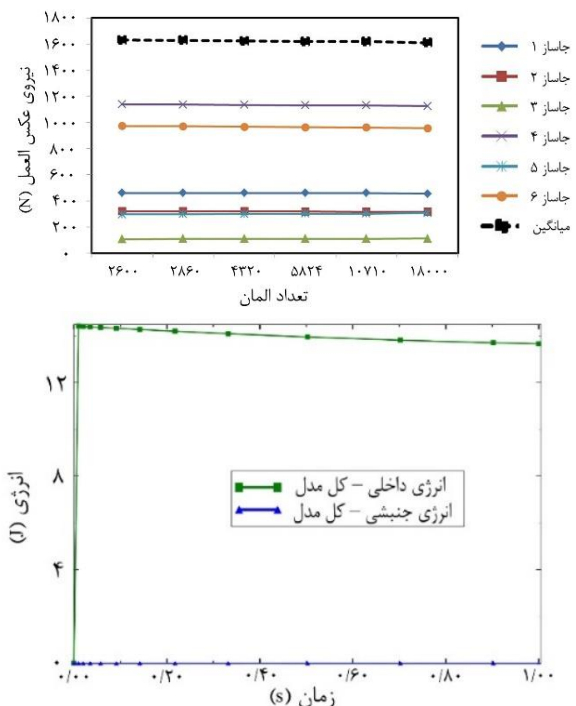 ۱۸۰۰
۱۶۰۰
۱۴۰۰
۱۲۰۰
۱۰۰۰
۸۰۰
۶۰۰
۴۰۰
۲۰۰
۰
نیروی عکس العمل (N)
۲۶۰۰ ۲۸۶۰ ۴۳۲۰ ۵۸۲۴ ۱۰۷۱۰ ۱۸۰۰۰
تعداد المان
جاساز ۱
جاساز ۲
جاساز ۳
جاساز ۴
جاساز ۵
جاساز ۶
میانگین
۱۲
۸
۴
۰
انرژی (J)
انرژی داخلی – کل مدل
انرژی جنبشی – کل مدل
۰/۰۰ ۰/۲۰ ۰/۴۰ ۰/۶۰ ۰/۸۰ ۱/۰۰
زمان (s)